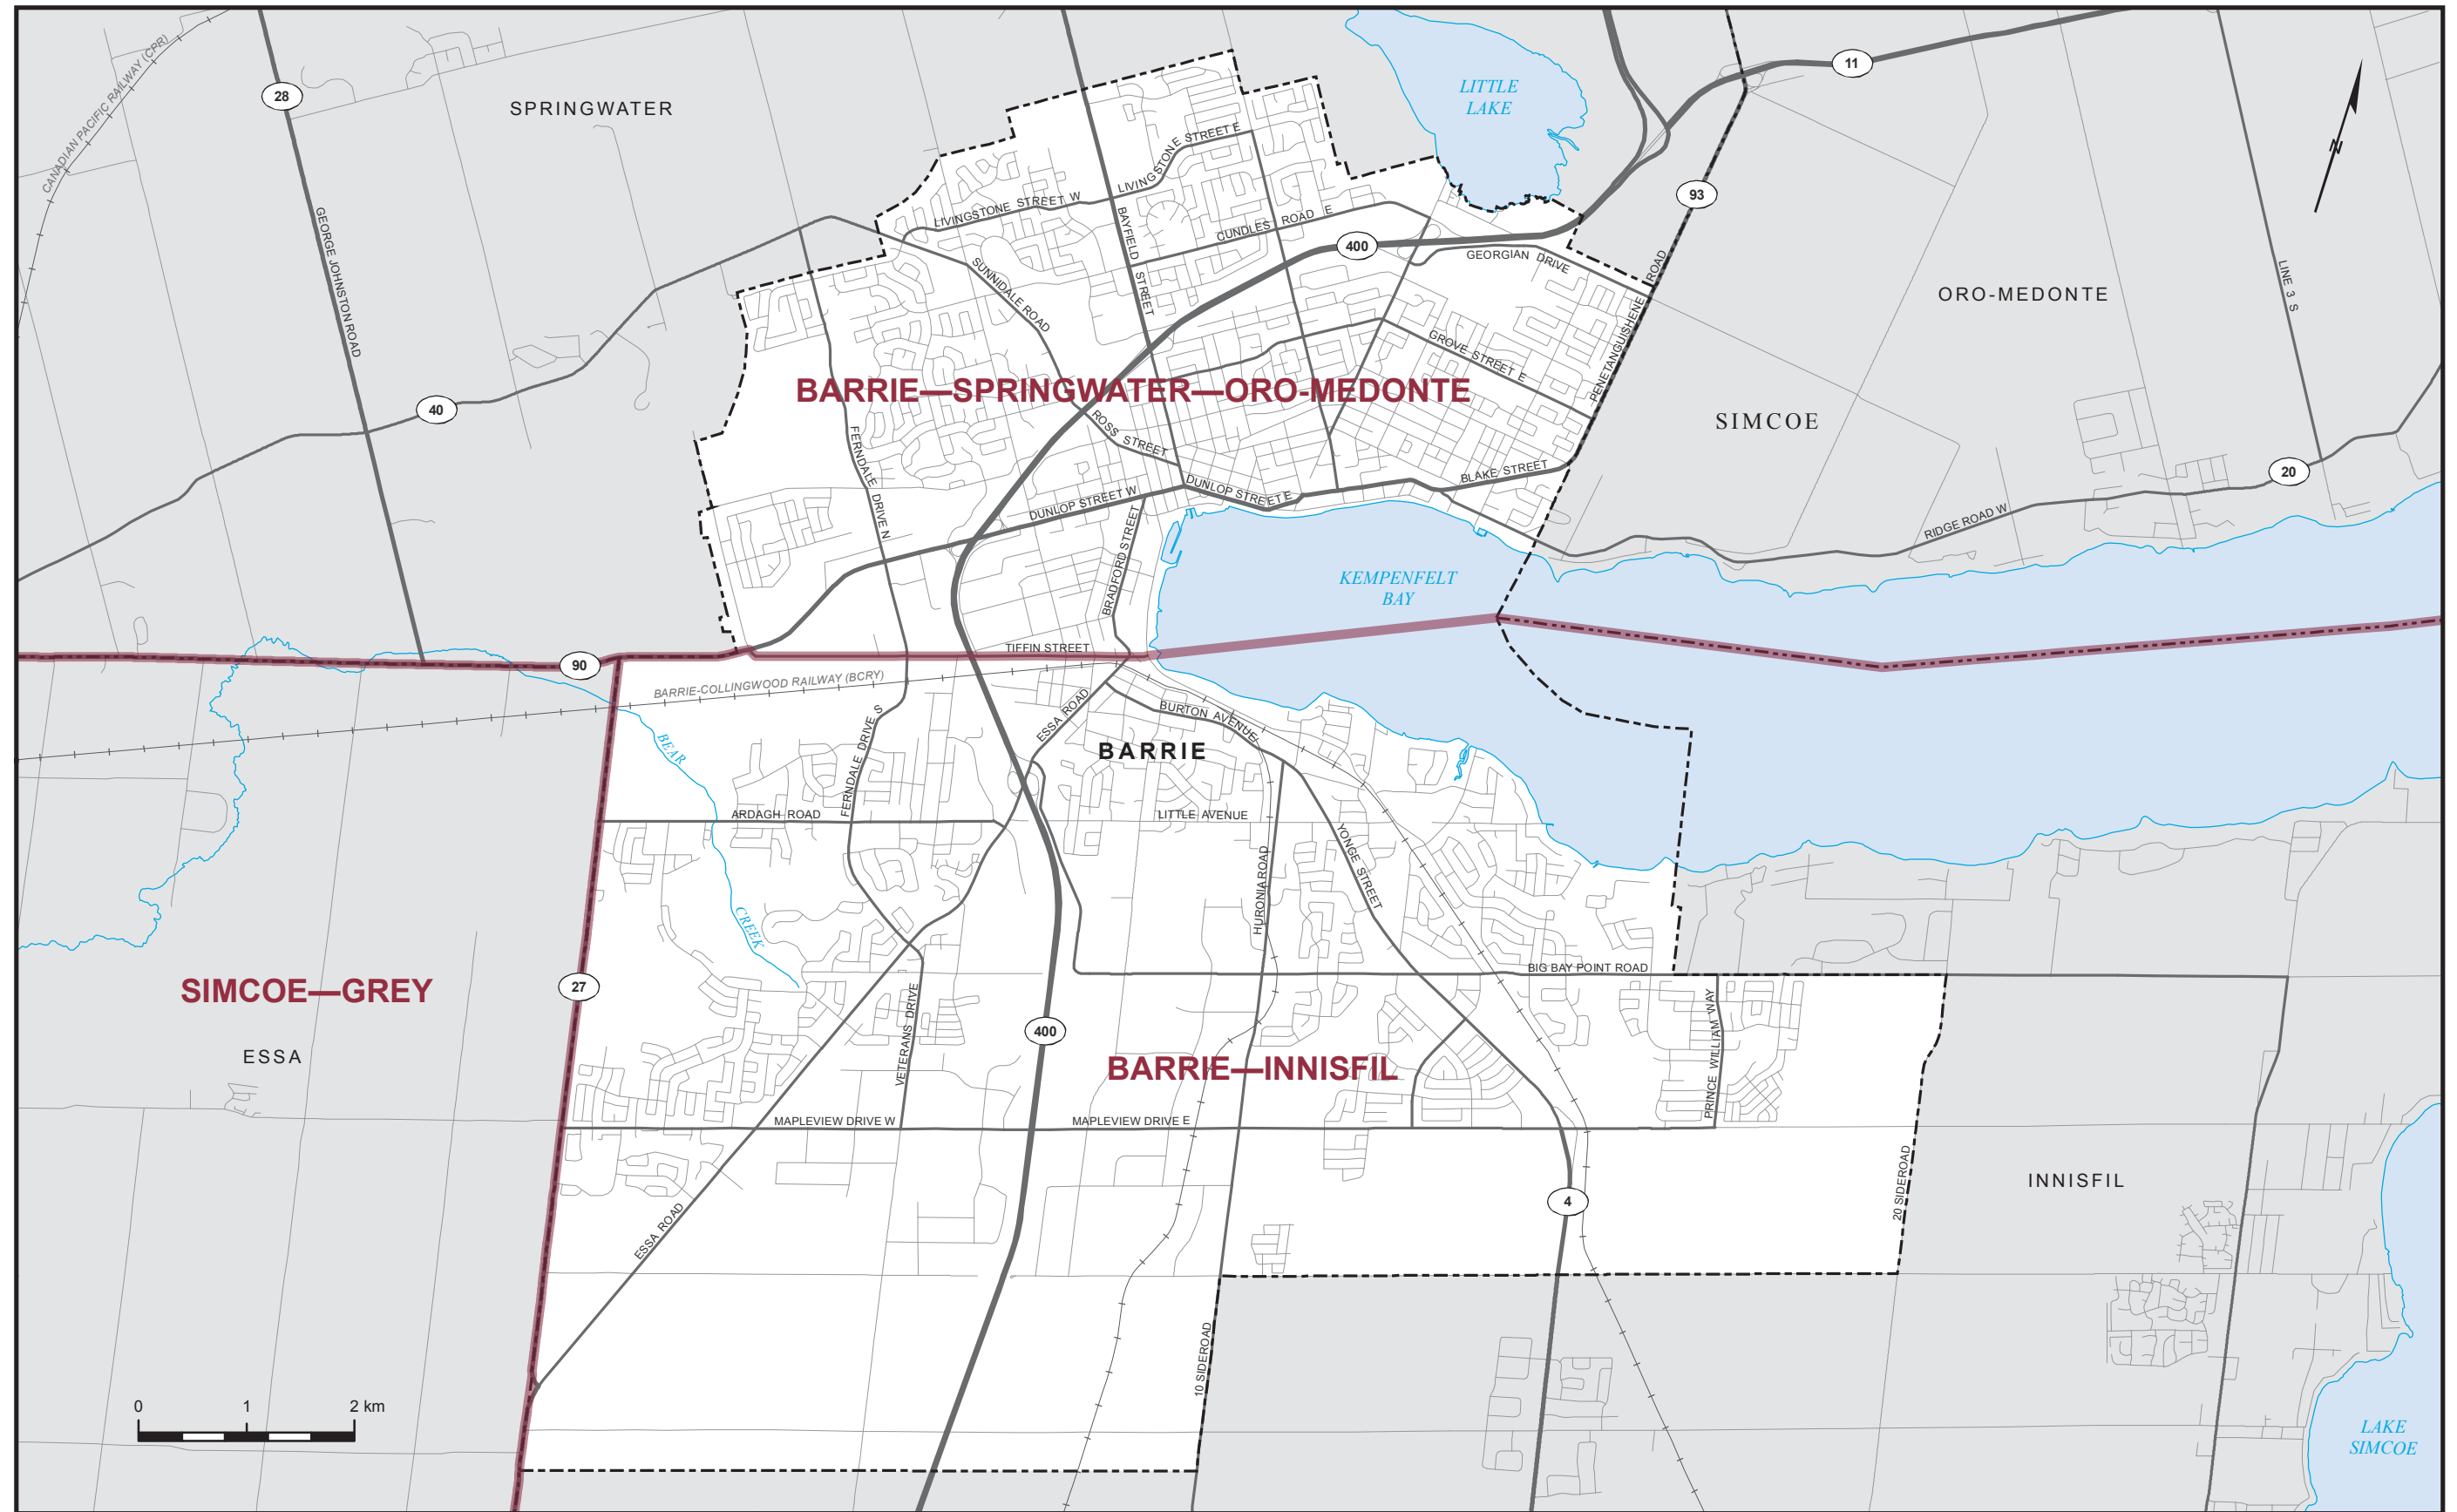 CANADIAN PACIFIC RAILWAY (CPR)
28
SPRINGWATER
LITTLE
LAKE
11
N
93
GEORGE JOHNSTON ROAD
LIVINGSTONE STREET E
LIVINGSTONE STREET W
BAYFIELD STREET
CUNDLES ROAD E
400
GEORGIAN DRIVE
SUNNIDALE ROAD
PENETANGUISHENE ROAD
ORO-MEDONTE
LINE 3 S
GROVE STREET E
BARRIE—SPRINGWATER—ORO-MEDONTE
40
SIMCOE
ROSS STREET
FERNDALE DRIVE N
BLAKE STREET
20
DUNLOP STREET W
DUNLOP STREET E
BRADFORD STREET
RIDGE ROAD W
KEMPENFELT
BAY
TIFFIN STREET
90
BARRIE-COLLINGWOOD RAILWAY (BCRY)
BEAR
CREEK
FERNDALE DRIVE S
ESSA ROAD
BURTON AVENUE
BARRIE
ARDAGH ROAD
LITTLE AVENUE
YONGE STREET
HURONIA ROAD
BIG BAY POINT ROAD
SIMCOE—GREY
27
ESSA
VETERANS DRIVE
400
BARRIE—INNISFIL
PRINCE WILLIAM WAY
MAPLEVIEW DRIVE W
MAPLEVIEW DRIVE E
ESSA ROAD
4
20 SIDEROAD
INNISFIL
10 SIDEROAD
0 1 2 km
LAKE
SIMCOE